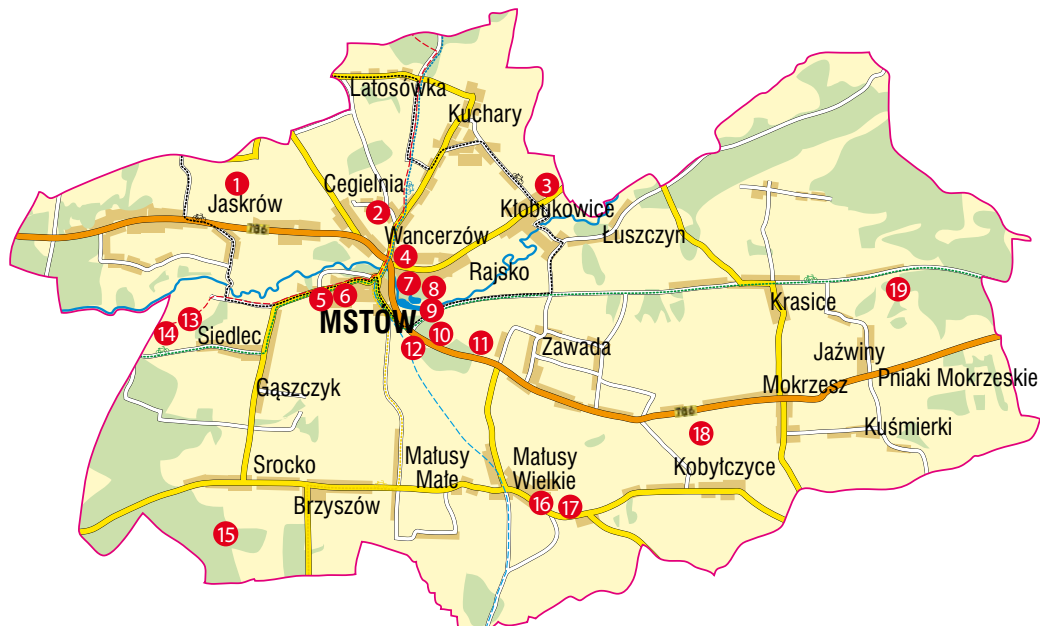 Latosówka
Kuchary
1
Jaskrów
Cegielnia
2
3
Kłobukowice
786
Wancerzów
Łuszczyn
4
Rajsko
7
8
5
6
9
19
Krasice
MSTÓW
14
13
Siedlec
10
11
12
Zawada
Jaźwiny
Gaszczyk
Mokrzesz
Pniaki Mokrzeskie
786
18
Kuśmierki
Srocko
Małusy
Małe
Małusy
Wielkie
Kobyłczyce
Brzyszów
16
17
15